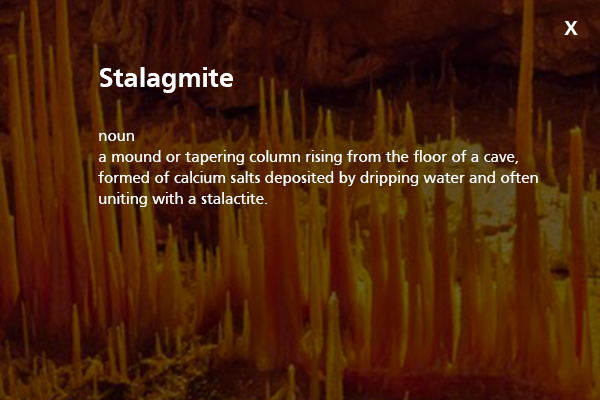 X
Stalagmite
noun
a mound or tapering column rising from the floor of a cave,
formed of calcium salts deposited by dripping water and often
uniting with a stalactite.